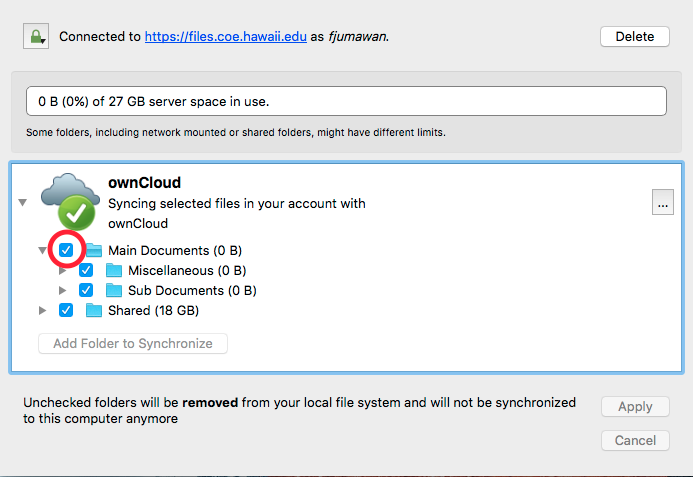 Connected to https://files.coe.hawaii.edu as fjumawan.
Delete
0 B (0%) of 27 GB server space in use.
Some folders, including network mounted or shared folders, might have different limits.
ownCloud
Syncing selected files in your account with
ownCloud
...
Main Documents (0 B)
Miscellaneous (0 B)
Sub Documents (0 B)
Shared (18 GB)
Add Folder to Synchronize
Unchecked folders will be removed from your local file system and will not be synchronized
to this computer anymore
Apply
Cancel